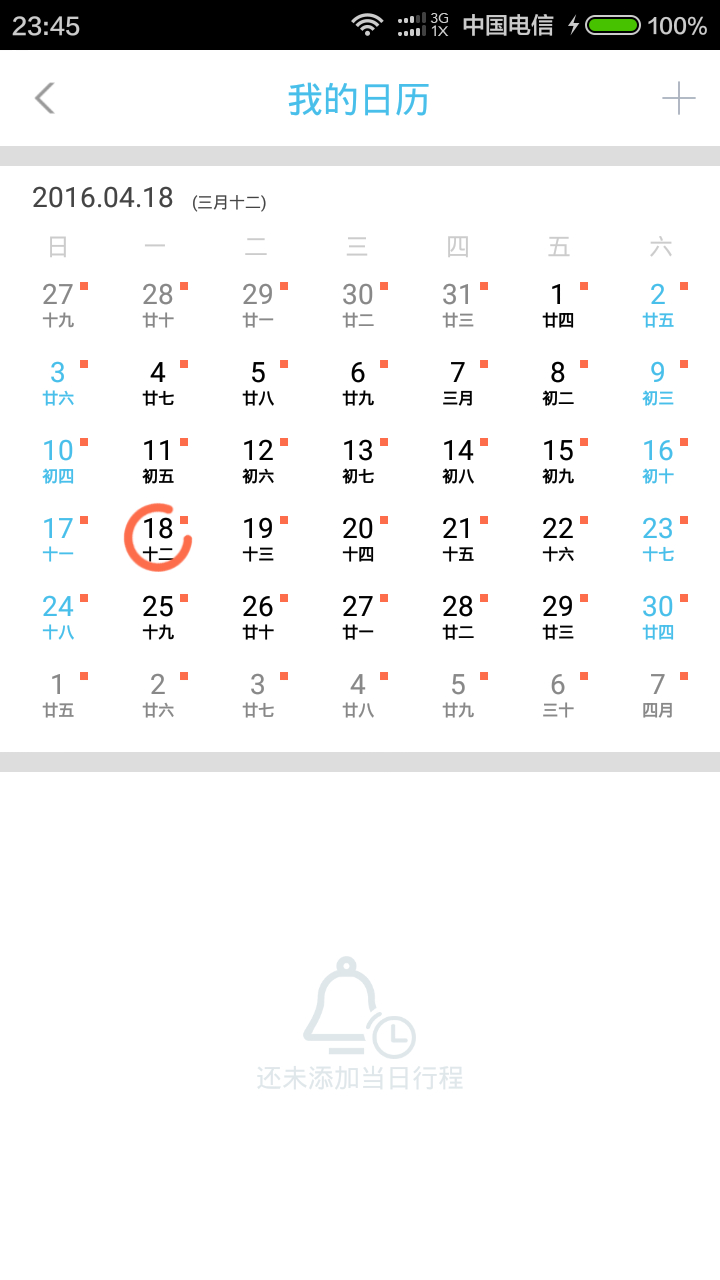 23:45 3G 1X 中国电信 100%
我的日历
2016.04.18 (三月十二)
日 一 二 三 四 五 六
27 28 29 30 31 1 2
十九 廿十 廿一 廿二 廿三 廿四 廿五
3 4 5 6 7 8 9
廿六 廿七 廿八 廿九 三月 初二 初三
10 11 12 13 14 15 16
初四 初五 初六 初七 初八 初九 初十
17 18 19 20 21 22 23
十一 十二 十三 十四 十五 十六 十七
24 25 26 27 28 29 30
十八 十九 廿十 廿一 廿二 廿三 廿四
1 2 3 4 5 6 7
廿五 廿六 廿七 廿八 廿九 三十 四月
还未添加当日行程